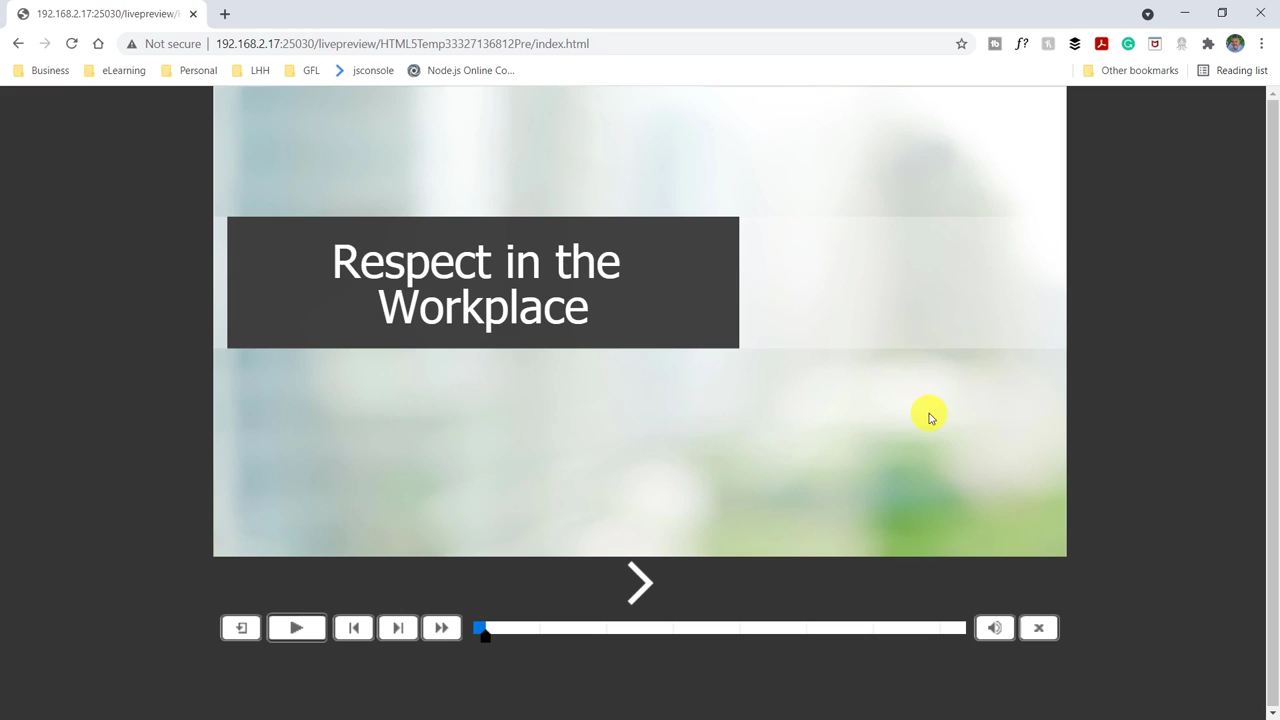 192.168.2.17:25030/livepreview/
Not secure
192.168.2.17:25030/livepreview/HTML5Temp33327136812Pre/index.html
f?
Business
eLearning
Personal
LHH
GFL
jsconsole
Node.js Online Co...
Other bookmarks
Reading list
Respect in the
Workplace